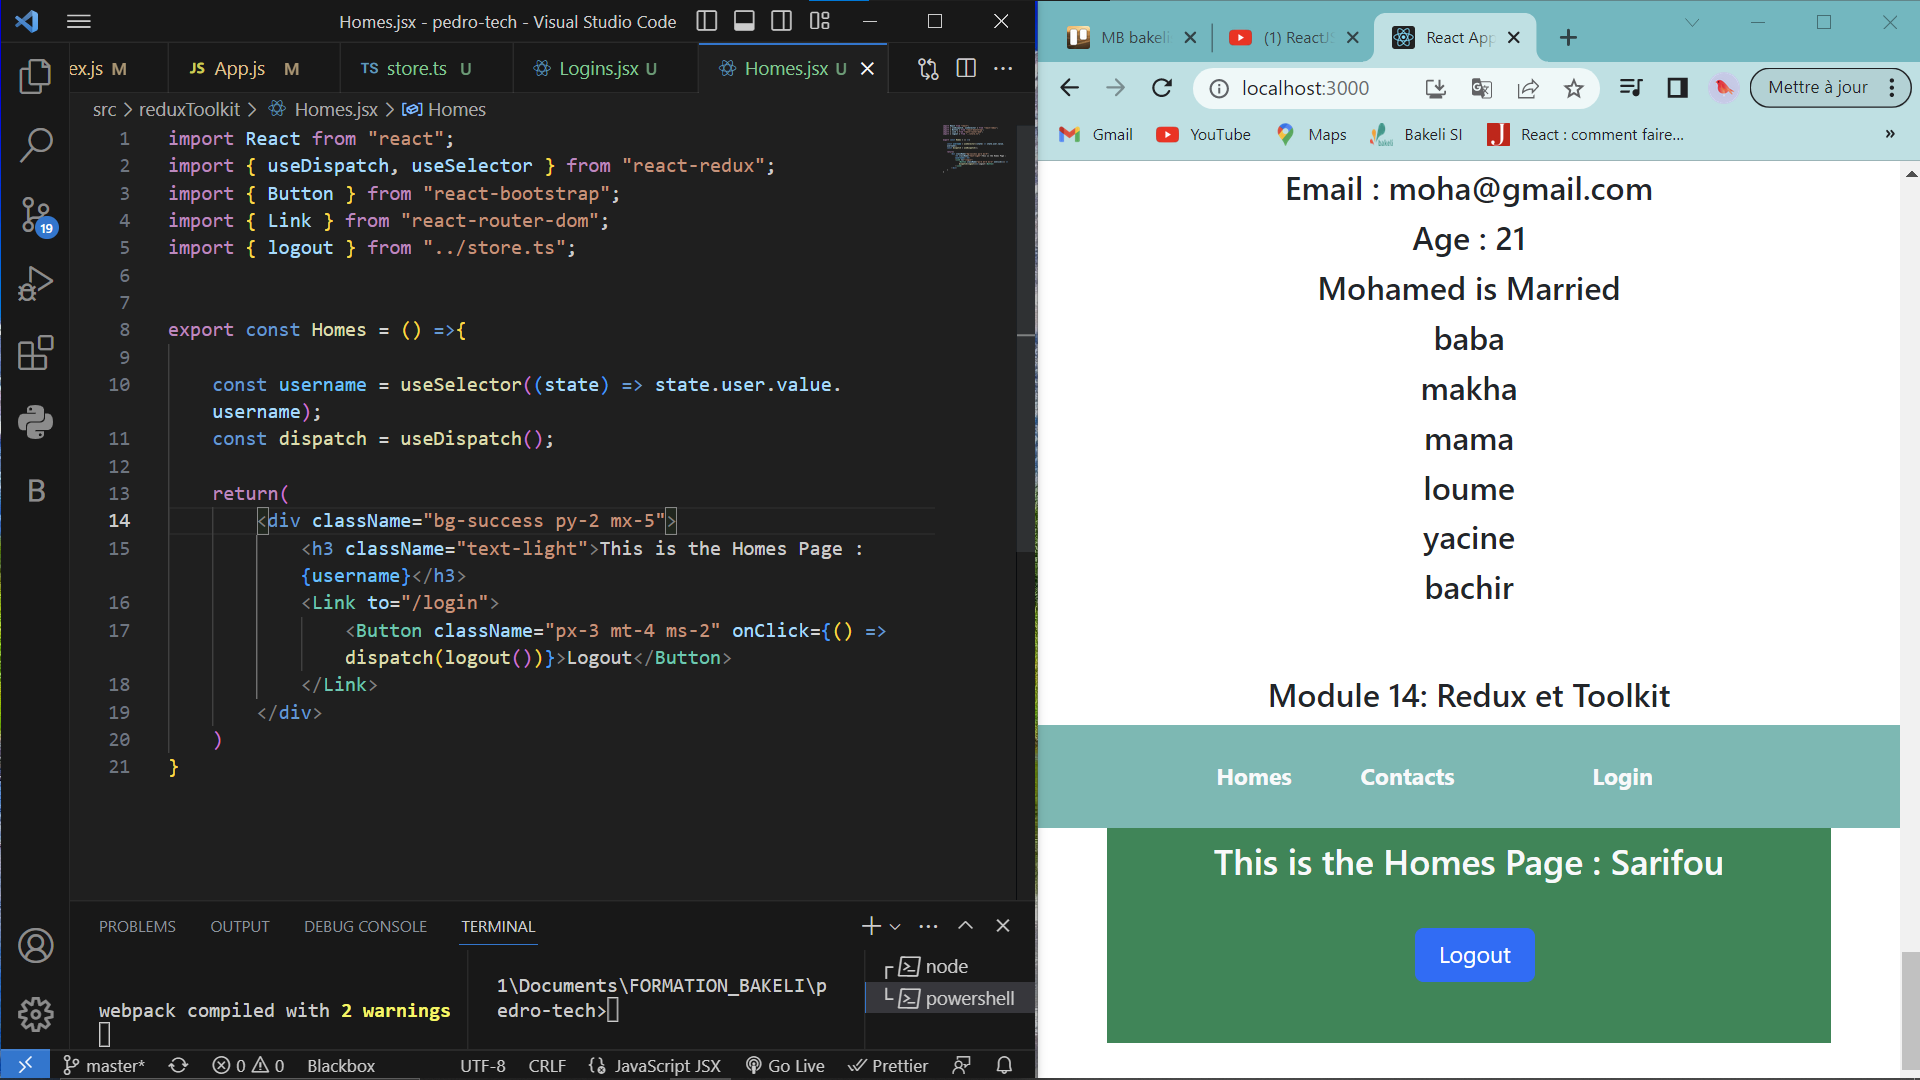 Homes.jsx - pedro-tech - Visual Studio Code
ex.js M
JS App.js M
TS store.ts U
Logins.jsx U
Homes.jsx U
src > reduxToolkit > Homes.jsx > Homes
1 import React from "react";
2 import { useDispatch, useSelector } from "react-redux";
3 import { Button } from "react-bootstrap";
4 import { Link } from "react-router-dom";
5 import { logout } from "../store.ts";
6
7
8 export const Homes = () =>{
9
10 const username = useSelector((state) => state.user.value.
username);
11 const dispatch = useDispatch();
12
13 return(
14 <div className="bg-success py-2 mx-5">
15 <h3 className="text-light">This is the Homes Page :
{username}</h3>
16 <Link to="/login">
17 <Button className="px-3 mt-4 ms-2" onClick={() =>
dispatch(logout())}>Logout</Button>
18 </Link>
19 </div>
20 )
21 }
19
B
PROBLEMS OUTPUT DEBUG CONSOLE TERMINAL
webpack compiled with 2 warnings
1\Documents\FORMATION_BAKELI\p
edro-tech>
node
powershell
master* 0 0 Blackbox UTF-8 CRLF JavaScript JSX Go Live Prettier
MB bakeli
(1) ReactJS
React App
localhost:3000
Mettre à jour
Gmail YouTube Maps Bakeli SI React : comment faire... »
Email : moha@gmail.com
Age : 21
Mohamed is Married
baba
makha
mama
loume
yacine
bachir
Module 14: Redux et Toolkit
Homes Contacts Login
This is the Homes Page : Sarifou
Logout